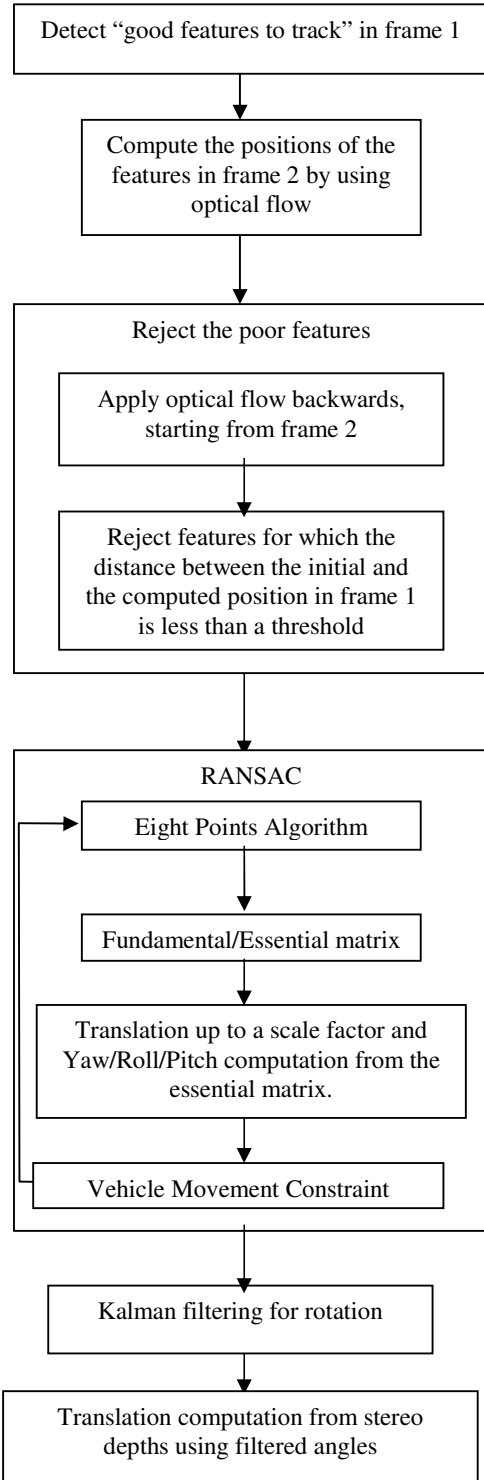 Detect “good features to track” in frame 1
Compute the positions of the
features in frame 2 by using
optical flow
Reject the poor features
Apply optical flow backwards,
starting from frame 2
Reject features for which the
distance between the initial and
the computed position in frame 1
is less than a threshold
RANSAC
Eight Points Algorithm
Fundamental/Essential matrix
Translation up to a scale factor and
Yaw/Roll/Pitch computation from the
essential matrix.
Vehicle Movement Constraint
Kalman filtering for rotation
Translation computation from stereo
depths using filtered angles